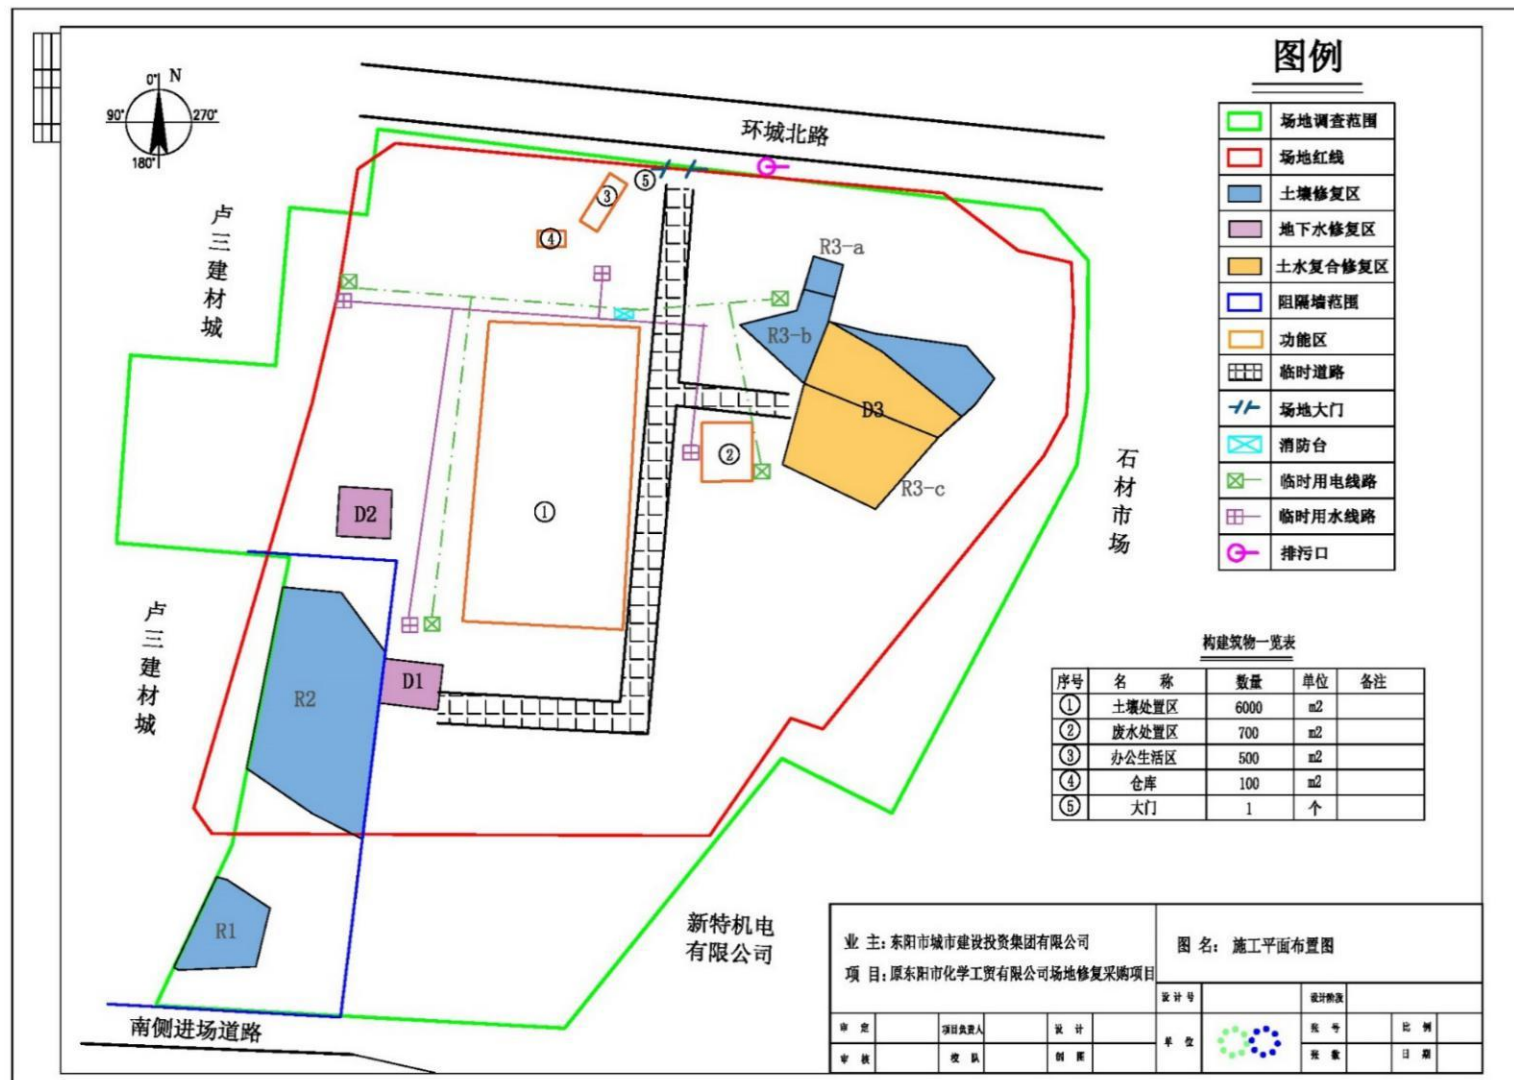 0°
N
90°
270°
180°
环城北路
卢三建材城
⑤
③
④
R3-a
R3-b
D3
R3-c
②
①
D2
D1
R2
R1
卢三建材城
石材市场
新特机电
有限公司
南侧进场道路
图例
场地调查范围
场地红线
土壤修复区
地下水修复区
土水复合修复区
阻隔墙范围
功能区
临时道路
场地大门
消防台
临时用电线路
临时用水线路
排污口
构建筑物一览表
序号 名 称 数量 单位 备注
① 土壤处置区 6000 m2
② 废水处置区 700 m2
③ 办公生活区 500 m2
④ 仓库 100 m2
⑤ 大门 1 个
业 主: 东阳市城市建设投资集团有限公司
项 目: 原东阳市化学工贸有限公司场地修复采购项目
图 名: 施工平面布置图
设计号 设计阶段
审 定 项目负责人 设 计 单 位 张 号 比 例
审 核 校 队 创 图 张 数 日 期